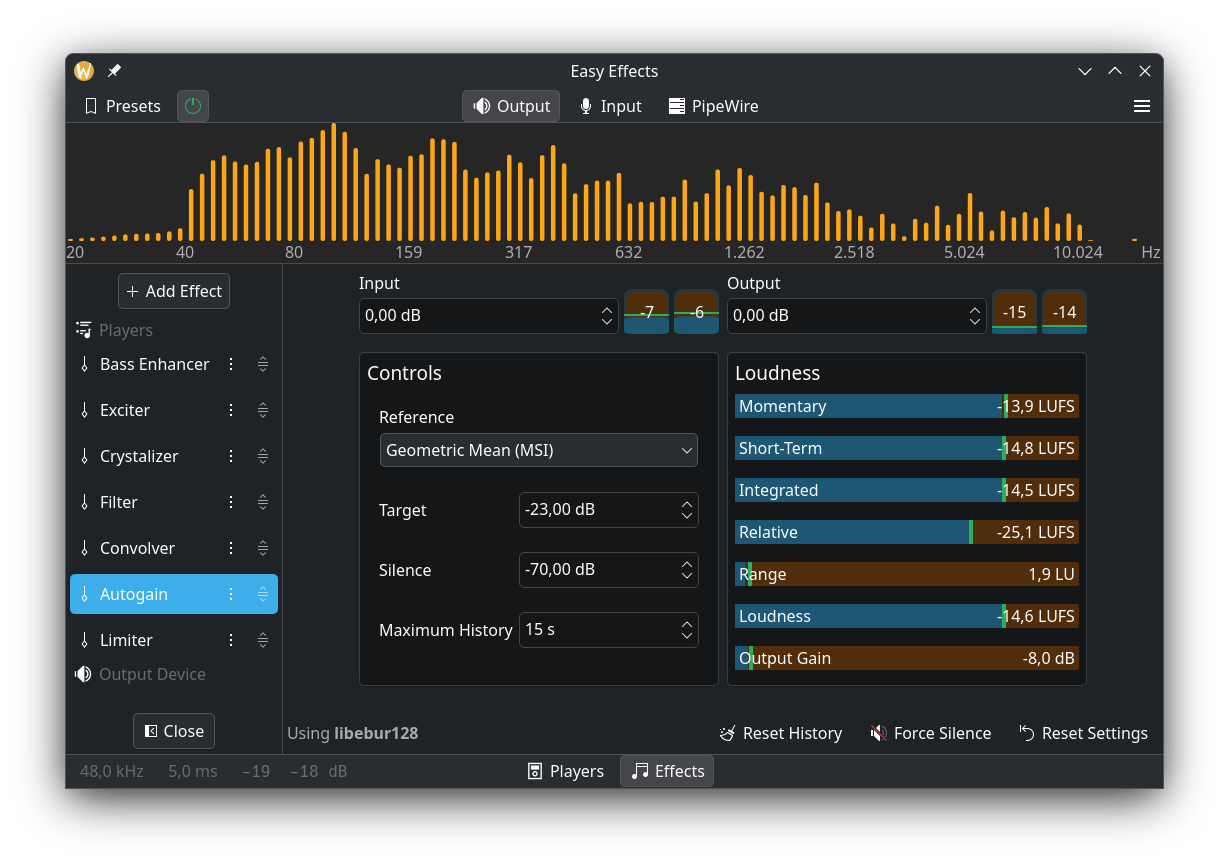 Easy Effects
Presets
Output
Input
PipeWire
20 40 80 159 317 632 1.262 2.518 5.024 10.024 Hz
Add Effect
Players
Bass Enhancer
Exciter
Crystalizer
Filter
Convolver
Autogain
Limiter
Output Device
Close
Input
0,00 dB
-7 -6
Output
0,00 dB
-15 -14
Controls
Reference
Geometric Mean (MSI)
Target -23,00 dB
Silence -70,00 dB
Maximum History 15 s
Loudness
Momentary -13,9 LUFS
Short-Term -14,8 LUFS
Integrated -14,5 LUFS
Relative -25,1 LUFS
Range 1,9 LU
Loudness -14,6 LUFS
Output Gain -8,0 dB
Using libebur128
Reset History
Force Silence
Reset Settings
48,0 kHz 5,0 ms −19 −18 dB
Players
Effects